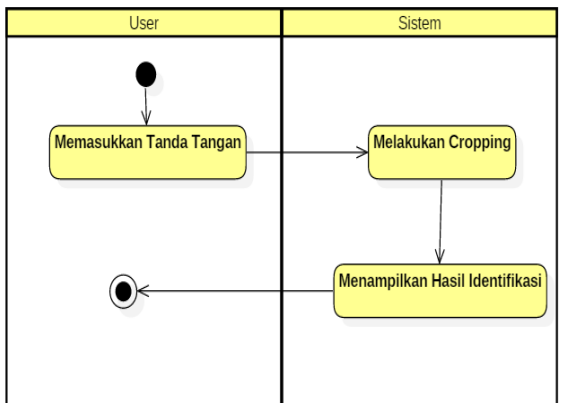 User
Sistem
Memasukkan Tanda Tangan
Melakukan Cropping
Menampilkan Hasil Identifikasi